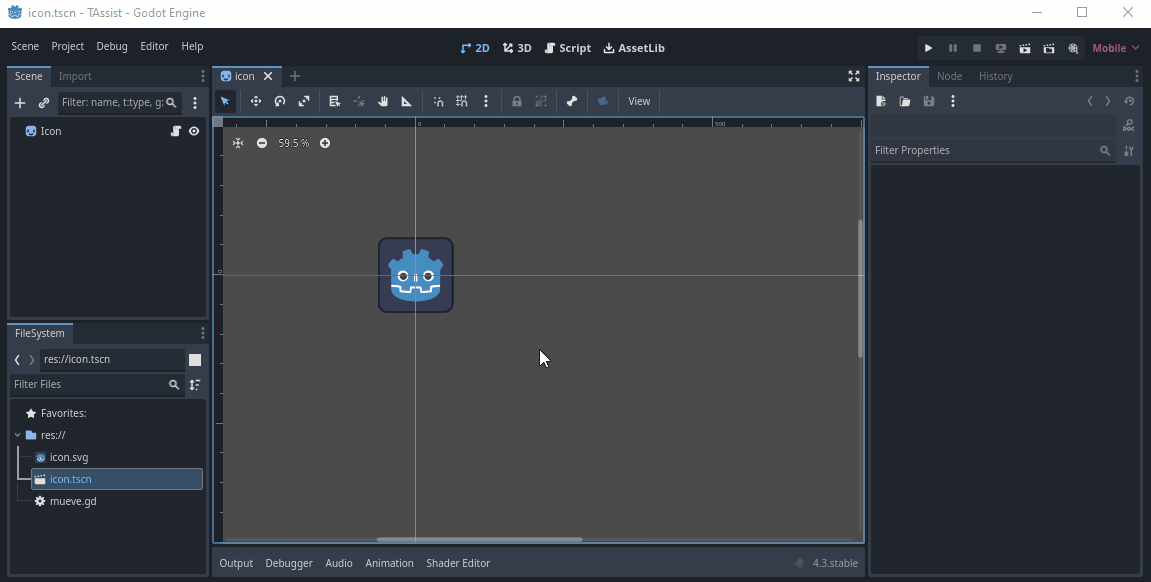 icon.tscn - TAssist - Godot Engine
Scene Project Debug Editor Help
2D 3D Script AssetLib
Mobile
Scene Import
icon
Inspector Node History
Filter: name, t:type, g:
View
Icon
0
500
59.5 %
0
Filter Properties
FileSystem
res://icon.tscn
Filter Files
Favorites:
res://
icon.svg
icon.tscn
mueve.gd
Output Debugger Audio Animation Shader Editor
4.3.stable